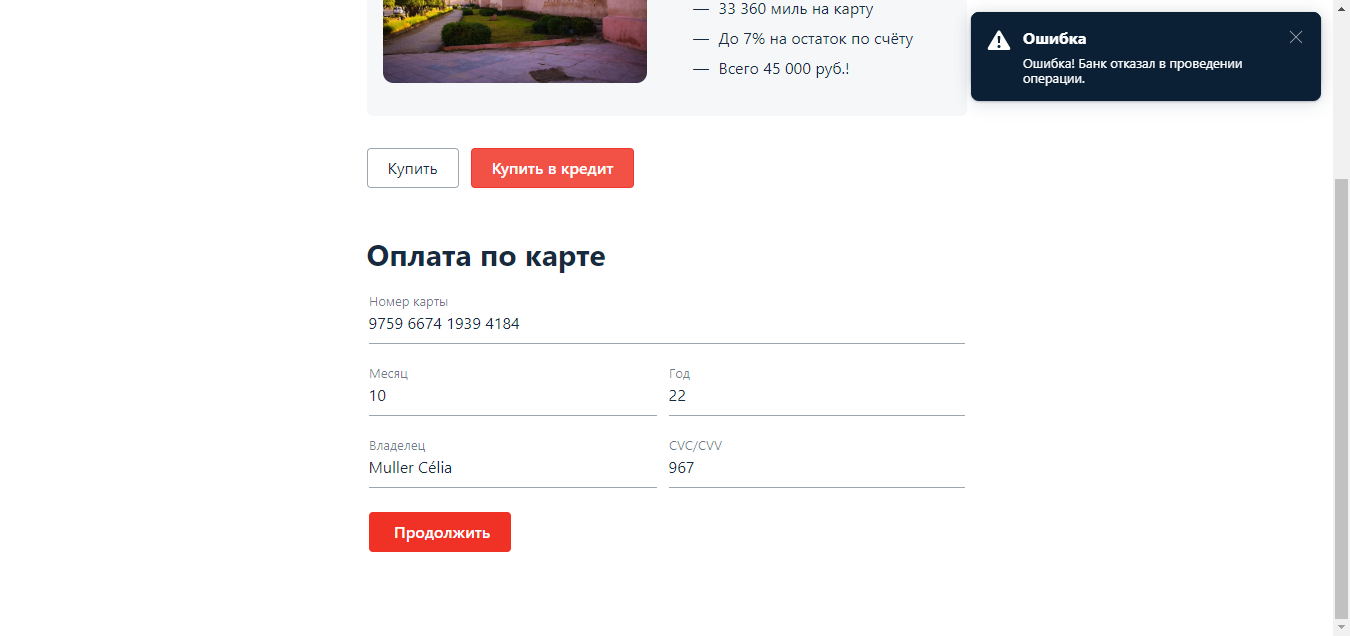 — 33 360 миль на карту
— До 7% на остаток по счёту
— Всего 45 000 руб.!
Ошибка
Ошибка! Банк отказал в проведении
операции.
Купить
Купить в кредит
Оплата по карте
Номер карты
9759 6674 1939 4184
Месяц
Год
10
22
Владелец
CVC/CVV
Muller Célia
967
Продолжить